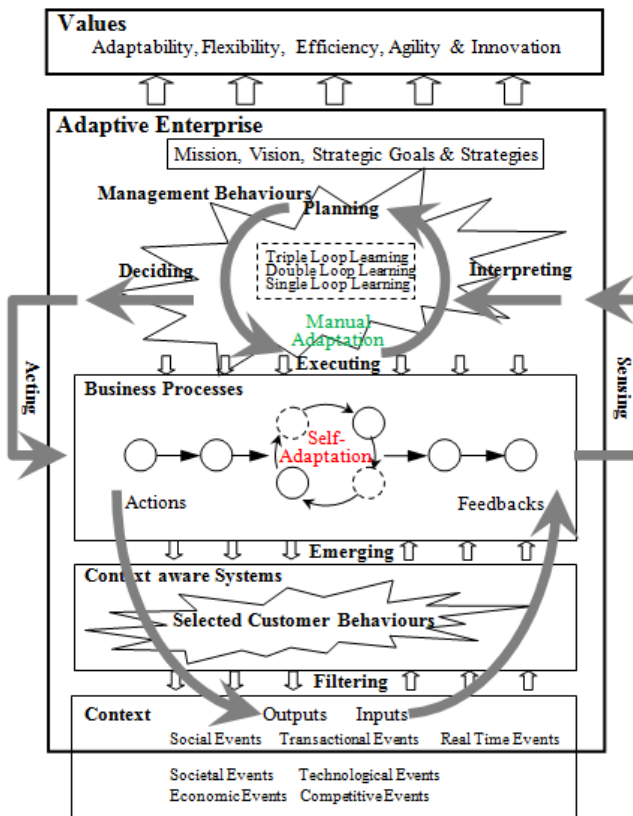 Values
Adaptability, Flexibility, Efficiency, Agility & Innovation
Adaptive Enterprise
Mission, Vision, Strategic Goals & Strategies
Management Behaviours
Planning
Triple Loop Learning
Double Loop Learning
Single Loop Learning
Deciding
Interpreting
Manual
Adaptation
Executing
Acting
Sensing
Business Processes
Self-
Adaptation
Actions
Feedbacks
Emerging
Context aware Systems
Selected Customer Behaviours
Filtering
Context
Outputs Inputs
Social Events Transactional Events Real Time Events
Societal Events Technological Events
Economic Events Competitive Events